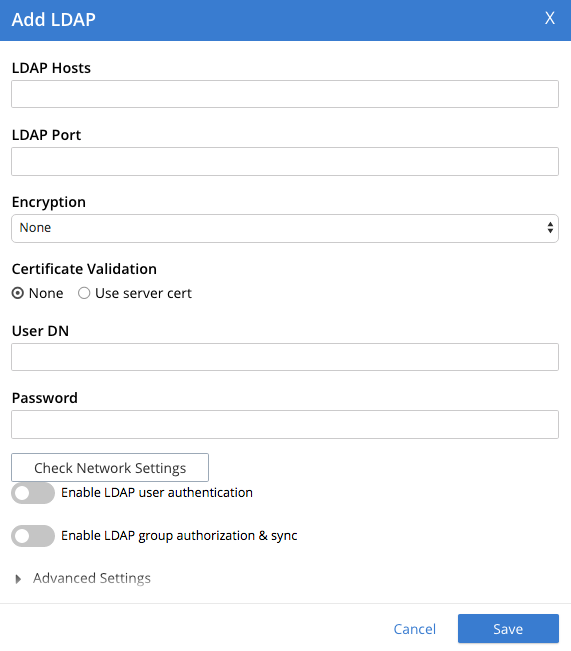 Add LDAP X
LDAP Hosts
LDAP Port
Encryption
None
Certificate Validation
None Use server cert
User DN
Password
Check Network Settings
Enable LDAP user authentication
Enable LDAP group authorization & sync
Advanced Settings
Cancel Save